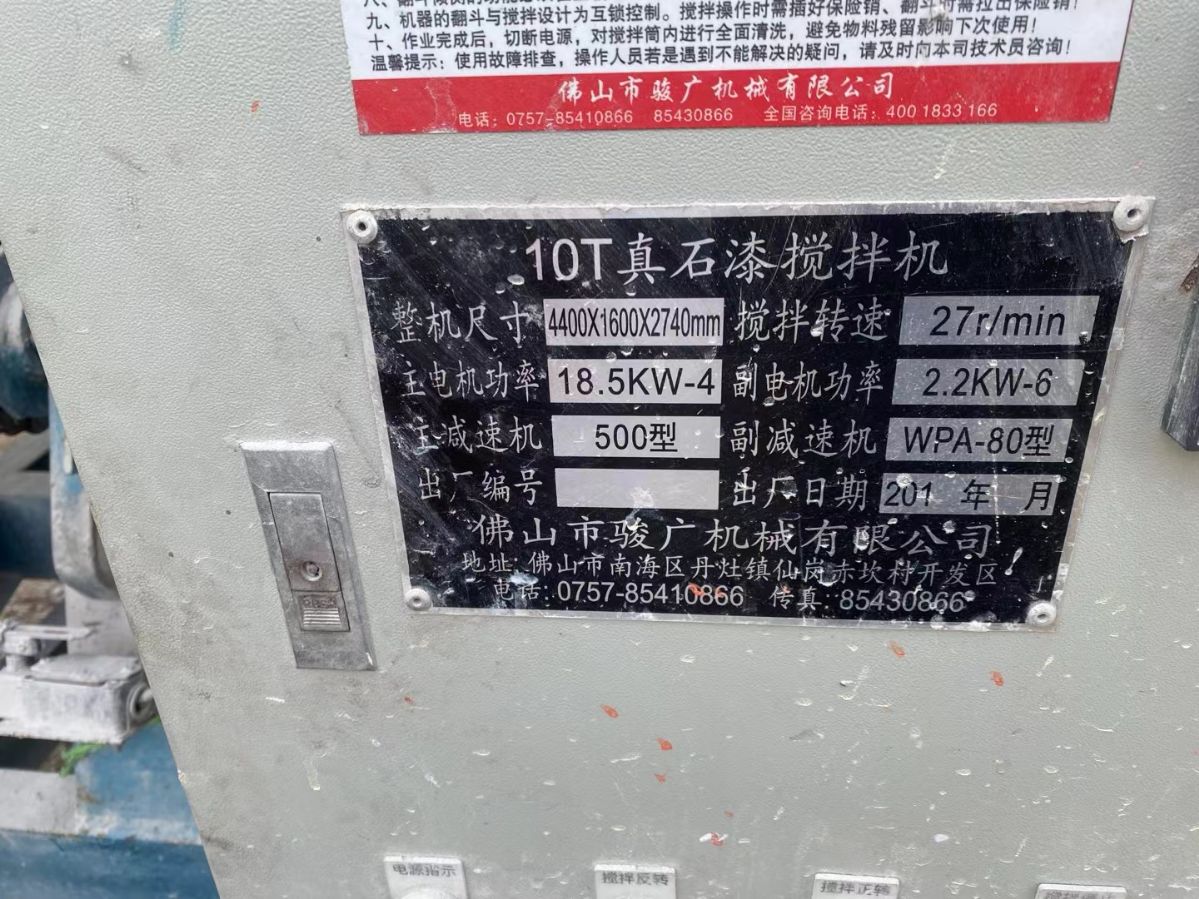 九、机器的翻斗与搅拌设计为互锁控制。搅拌操作时需插好保险销、翻斗时需拉出保险销!
十、作业完成后，切断电源，对搅拌筒内进行全面清洗，避免物料残留影响下次使用!
温馨提示：使用故障排查，操作人员若是遇到不能解决的疑问，请及时向本司技术员咨询!
佛山市骏广机械有限公司
电话：0757-85410866 85430866 全国咨询电话：400 1833 166
10T真石漆搅拌机
整机尺寸 4400X1600X2740mm 搅拌转速 27r/min
主电机功率 18.5KW-4 副电机功率 2.2KW-6
主减速机 500型 副减速机 WPA-80型
出厂编号 出厂日期 201 年 月
佛山市骏广机械有限公司
地址:佛山市南海区丹灶镇仙岗赤坎村开发区
电话:0757-85410866 传真:85430866
电源指示 搅拌反转 搅拌正转